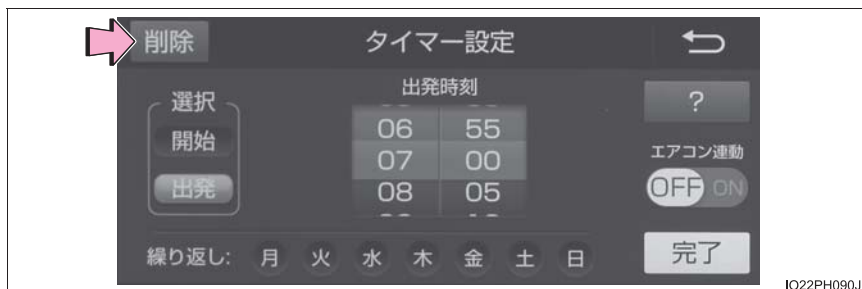 削除 タイマー設定
出発時刻
選択
開始
出発
06 55
07 00
08 05
?
エアコン連動
OFF ON
繰り返し: 月 火 水 木 金 土 日
完了
IO22PH090J